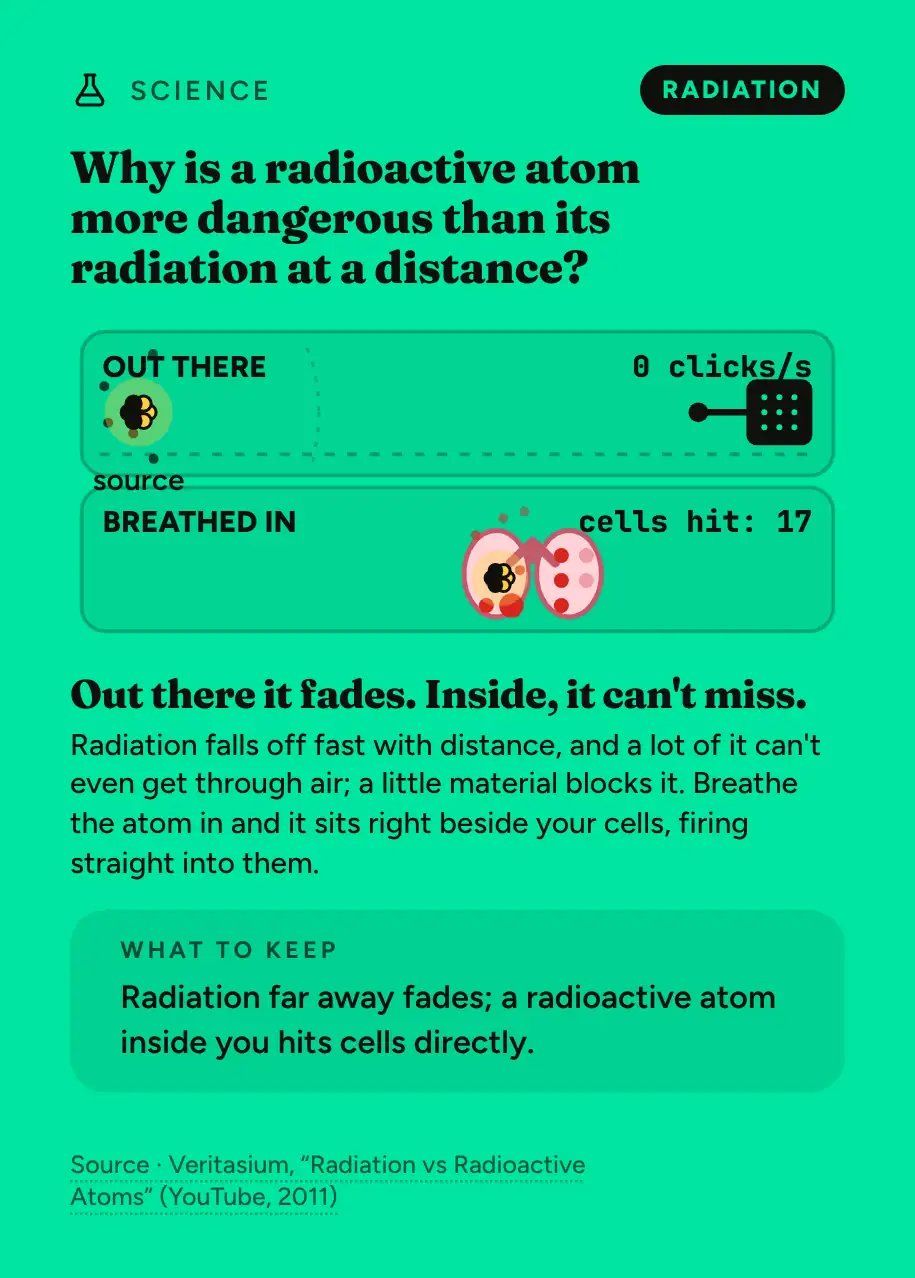 SCIENCE
RADIATION
Why is a radioactive atom
more dangerous than its
radiation at a distance?
OUT THERE
0 clicks/s
source
BREATHED IN
cells hit: 17
Out there it fades. Inside, it can't miss.
Radiation falls off fast with distance, and a lot of it can't
even get through air; a little material blocks it. Breathe
the atom in and it sits right beside your cells, firing
straight into them.
WHAT TO KEEP
Radiation far away fades; a radioactive atom
inside you hits cells directly.
Source · Veritasium, “Radiation vs Radioactive
Atoms” (YouTube, 2011)